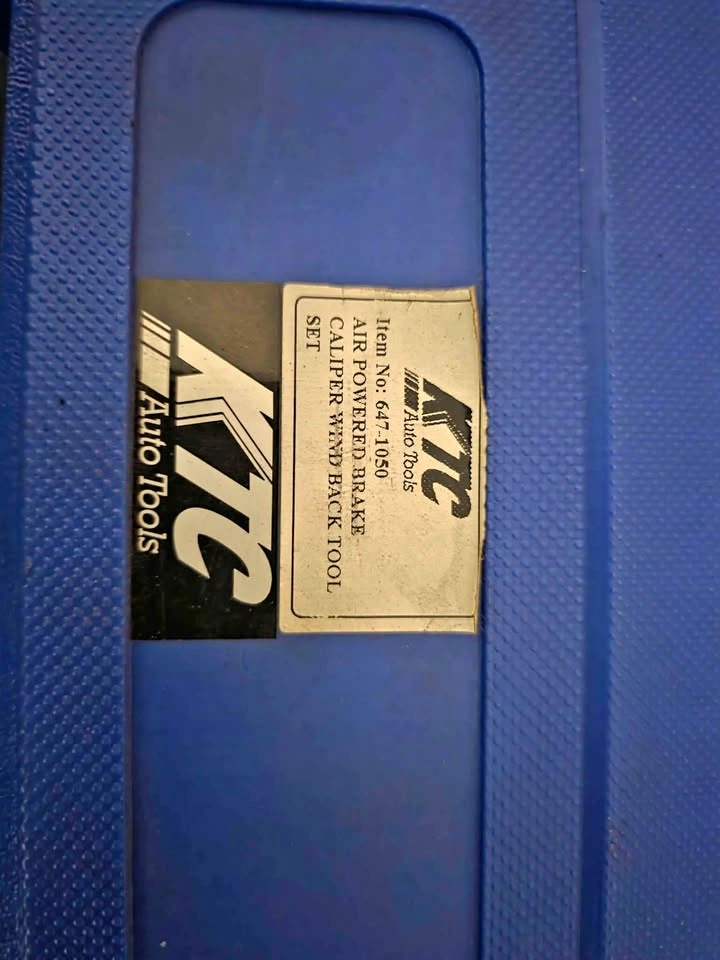 KTC
Auto Tools
Item No: 647-1050
AIR POWERED BRAKE
CALIPER WIND BACK TOOL
SET
KTC
Auto Tools